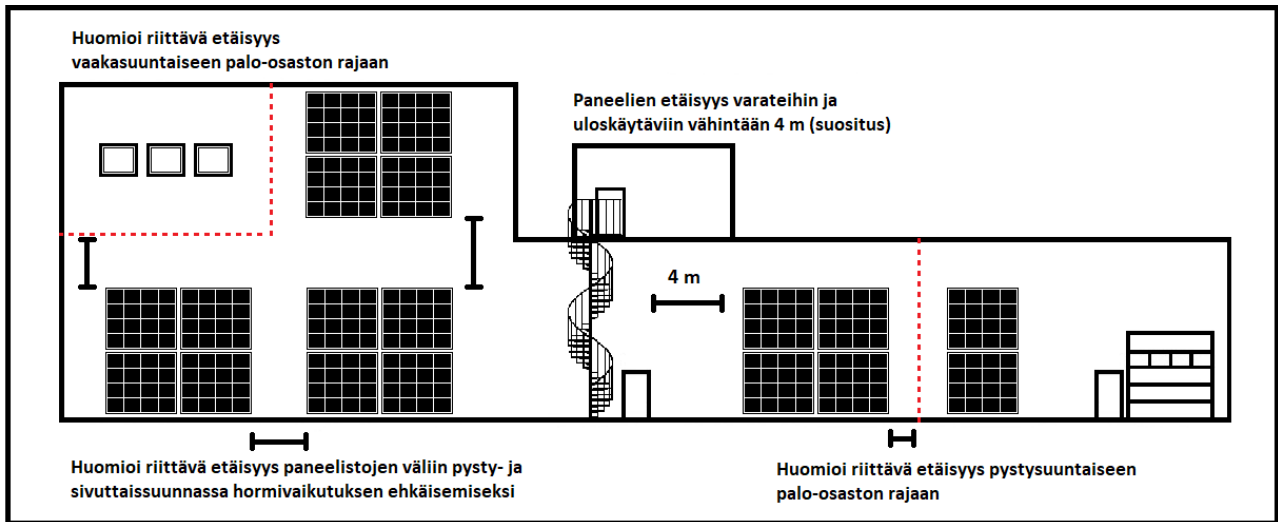 Huomioi riittävä etäisyys
vaakasuuntaiseen palo-osaston rajaan
Paneelien etäisyys varateihin ja
uloskäytäviin vähintään 4 m (suositus)
4 m
Huomioi riittävä etäisyys paneelistojen väliin pysty- ja
sivuttaissuunnassa hormivaikutuksen ehkäisemiseksi
Huomioi riittävä etäisyys pystysuuntaiseen
palo-osaston rajaan